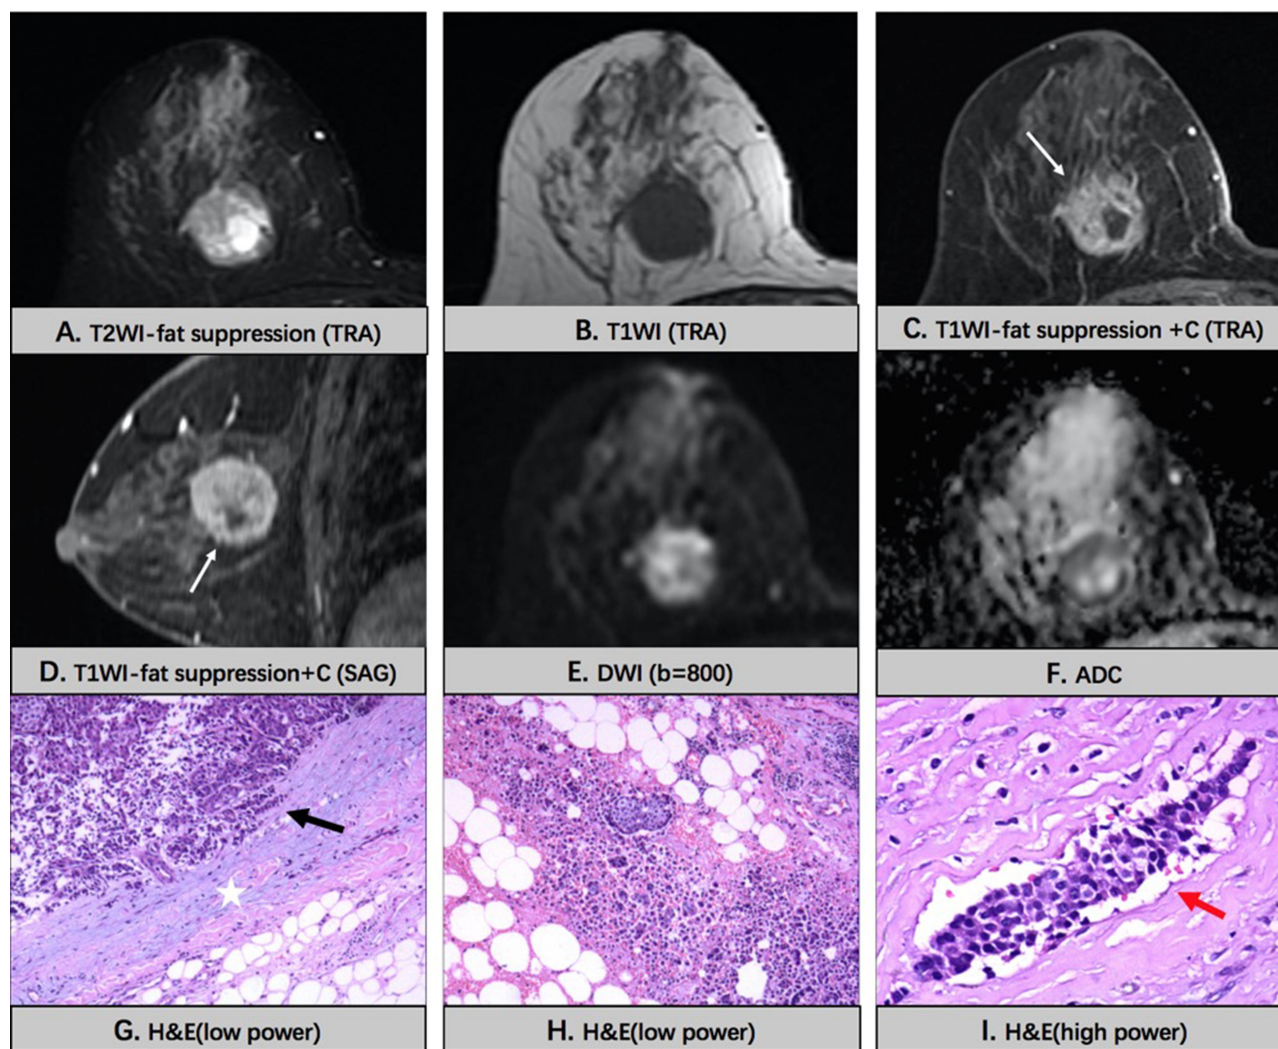 A. T2WI-fat suppression (TRA)
B. T1WI (TRA)
C. T1WI-fat suppression +C (TRA)
D. T1WI-fat suppression+C (SAG)
E. DWI (b=800)
F. ADC
G. H&E(low power)
H. H&E(low power)
I. H&E(high power)